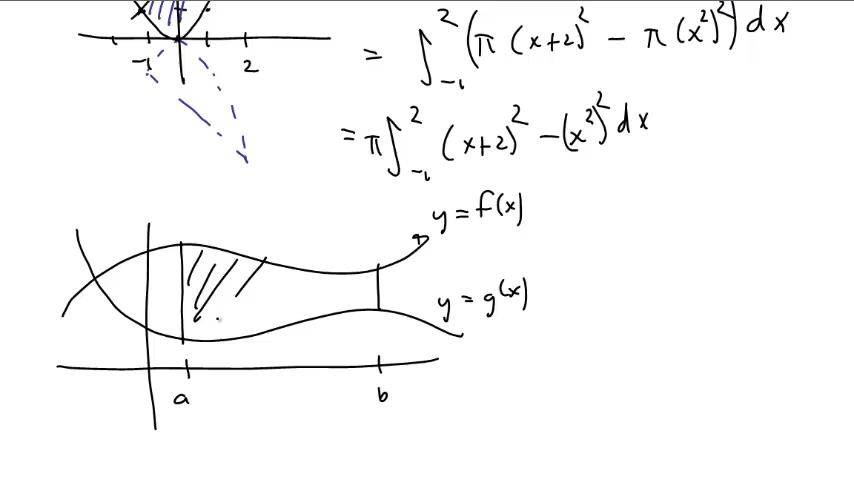 = ∫_{-1}^{2} (π (x+2)^2 − π (x^2)^2) dx
-1 2
= π ∫_{-1}^{2} (x+2)^2 − (x^2)^2 dx
y = f(x)
y = g(x)
a b